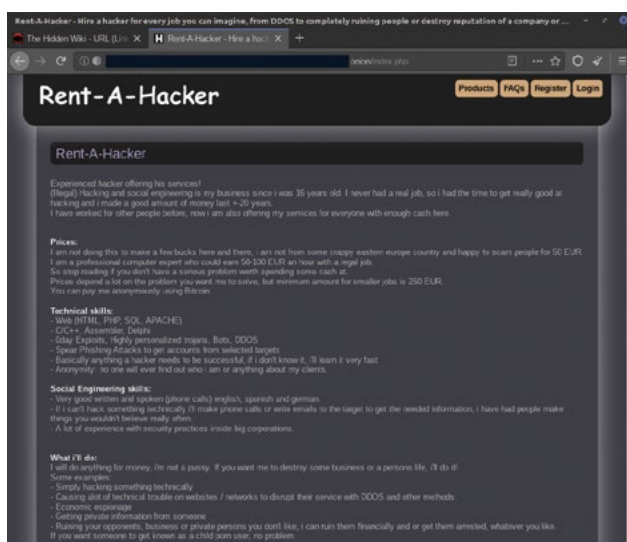 Rent-A-Hacker - Hire a hacker for every job you can imagine, from DDOS to completely ruining people or destroy reputation of a company or ...
The Hidden Wiki - URL (Lin
Rent-A-Hacker - Hire a hack
onion/index.php
Rent-A-Hacker
Products FAQs Register Login
Rent-A-Hacker
Experienced hacker offering his services!
(Illegal) Hacking and social engineering is my business since i was 16 years old. I never had a real job, so i had the time to get really good at
hacking and i made a good amount of money last +-20 years.
I have worked for other people before, now i am also offering my services for everyone with enough cash here.
Prices:
I am not doing this to make a few bucks here and there, i am not from some crappy eastern europe country and happy to scam people for 50 EUR.
I am a professional computer expert who could earn 50-100 EUR an hour with a legal job.
So stop reading if you don't have a serious problem worth spending some cash at.
Prices depend a lot on the problem you want me to solve, but minimum amount for smaller jobs is 250 EUR.
You can pay me anonymously using Bitcoin.
Technical skills:
- Web (HTML, PHP, SQL, APACHE)
- C/C++, Assembler, Delphi
- 0day Exploits, Highly personalized trojans, Bots, DDOS
- Spear Phishing Attacks to get accounts from selected targets
- Basically anything a hacker needs to be successful, if i don't know it, i'll learn it very fast
- Anonymity: no one will ever find out who i am or anything about my clients.
Social Engineering skills:
- Very good written and spoken (phone calls) english, spanish and german.
- If i can't hack something technically i'll make phone calls or write emails to the target to get the needed information, i have had people make
things you wouldn't believe really often.
- A lot of experience with security practices inside big corporations.
What i'll do:
I will do anything for money, i'm not a pussy. If you want me to destroy some business or a persons life, i'll do it!
Some examples:
- Simply hacking something technically
- Causing alot of technical trouble on websites / networks to disrupt their service with DDOS and other methods.
- Economic espionage
- Getting private information from someone
- Ruining your opponents, business or private persons you don't like, i can ruin them financially and or get them arrested, whatever you like.
If you want someone to get known as a child porn user, no problem.